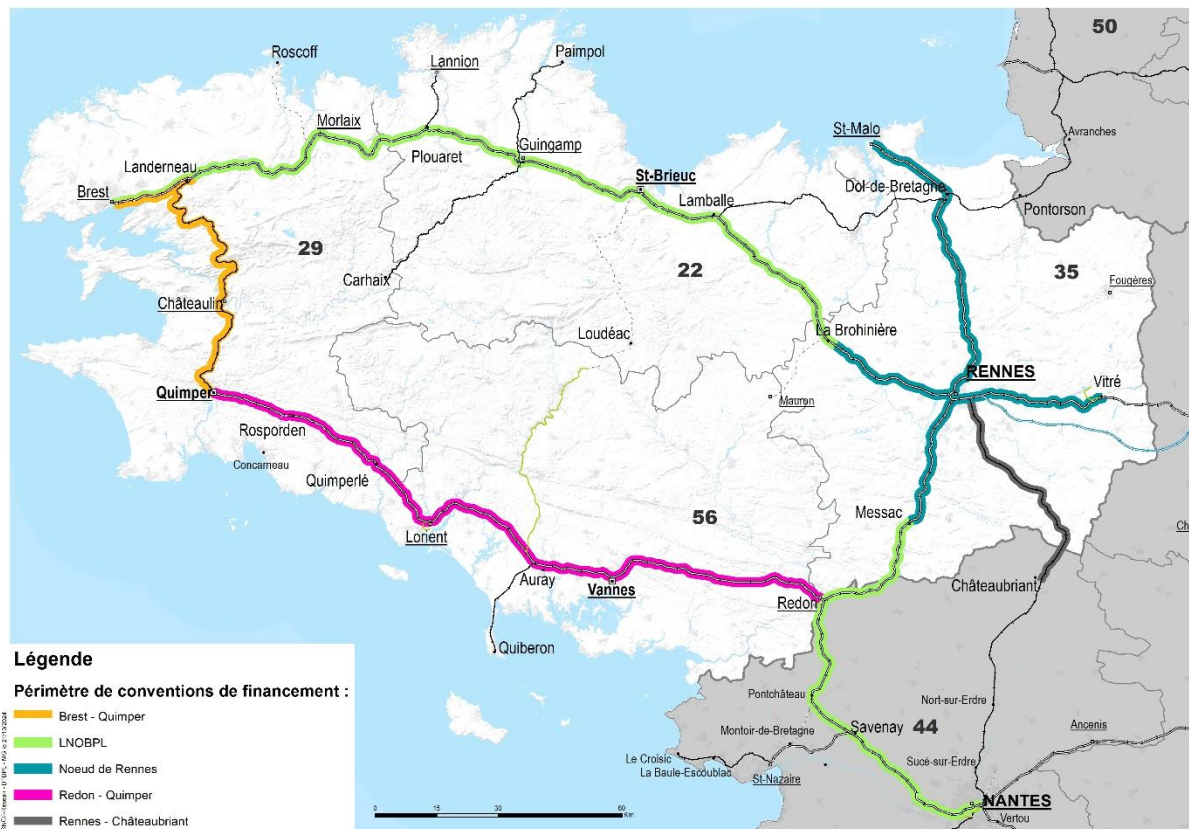 50
Roscoff
Paimpol
Lannion
Morlaix
St-Malo
Avranches
Guingamp
Plouaret
Landerneau
Brest
St-Brieuc
Dol-de-Bretagne
Lamballe
Pontorson
29
22
35
Carhaix
Fougères
Châteaulin
La Brohinière
Loudéac
RENNES
Vitré
Quimper
Mauron
Rosporden
Concarneau
Quimperlé
56
Messac
Lorient
Ch
Auray
Vannes
Redon
Châteaubriant
Quiberon
Légende
Périmètre de conventions de financement :
Brest - Quimper
LNOBPL
Noeud de Rennes
Redon - Quimper
Rennes - Châteaubriant
Pontchâteau
Nort-sur-Erdre
Montoir-de-Bretagne
Savenay
44
Ancenis
Le Croisic
La Baule-Escoublac
St-Nazaire
Sucé-sur-Erdre
NANTES
Vertou
0 15 30 60
Km